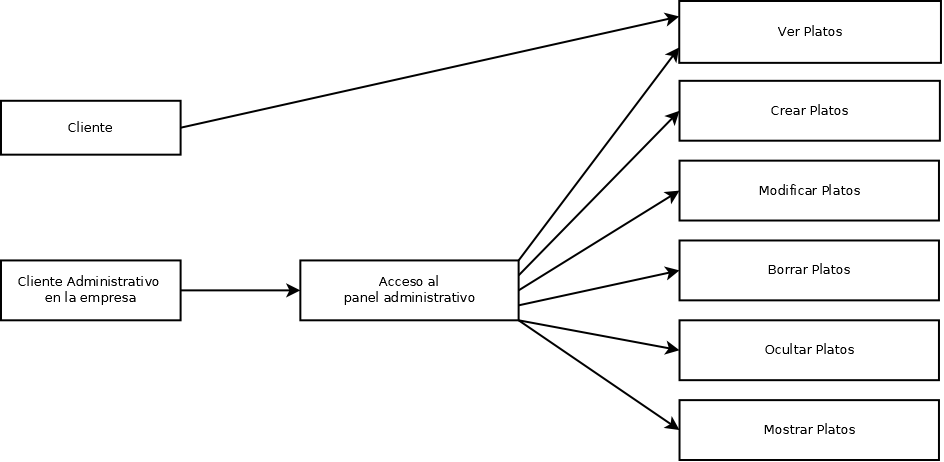 Ver Platos
Crear Platos
Cliente
Modificar Platos
Cliente Administrativo
en la empresa
Acceso al
panel administrativo
Borrar Platos
Ocultar Platos
Mostrar Platos